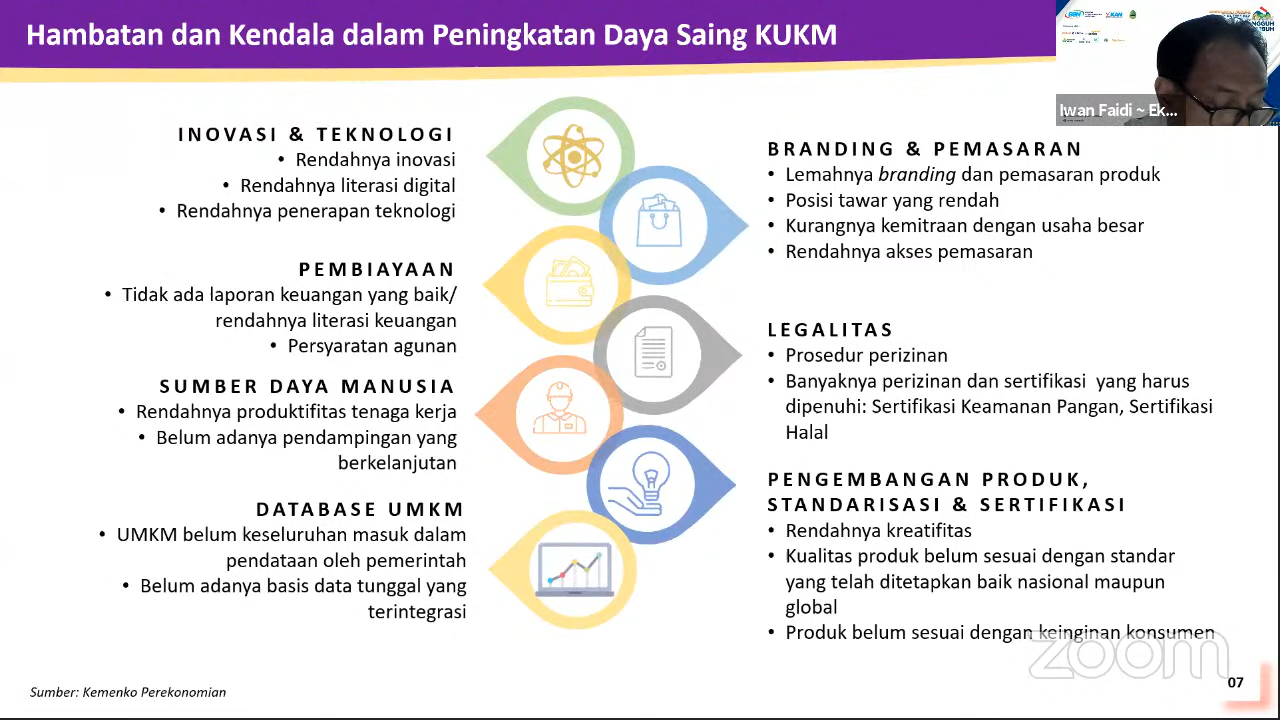 Hambatan dan Kendala dalam Peningkatan Daya Saing KUKM
BSN
KAN
Iwan Faidi ~ Ek...
INOVASI & TEKNOLOGI
• Rendahnya inovasi
• Rendahnya literasi digital
• Rendahnya penerapan teknologi
PEMBIAYAAN
• Tidak ada laporan keuangan yang baik/
rendahnya literasi keuangan
• Persyaratan agunan
SUMBER DAYA MANUSIA
• Rendahnya produktifitas tenaga kerja
• Belum adanya pendampingan yang
berkelanjutan
DATABASE UMKM
• UMKM belum keseluruhan masuk dalam
pendataan oleh pemerintah
• Belum adanya basis data tunggal yang
terintegrasi
BRANDING & PEMASARAN
• Lemahnya branding dan pemasaran produk
• Posisi tawar yang rendah
• Kurangnya kemitraan dengan usaha besar
• Rendahnya akses pemasaran
LEGALITAS
• Prosedur perizinan
• Banyaknya perizinan dan sertifikasi yang harus
dipenuhi: Sertifikasi Keamanan Pangan, Sertifikasi
Halal
PENGEMBANGAN PRODUK,
STANDARISASI & SERTIFIKASI
• Rendahnya kreatifitas
• Kualitas produk belum sesuai dengan standar
yang telah ditetapkan baik nasional maupun
global
• Produk belum sesuai dengan keinginan konsumen
zoom
Sumber: Kemenko Perekonomian
07